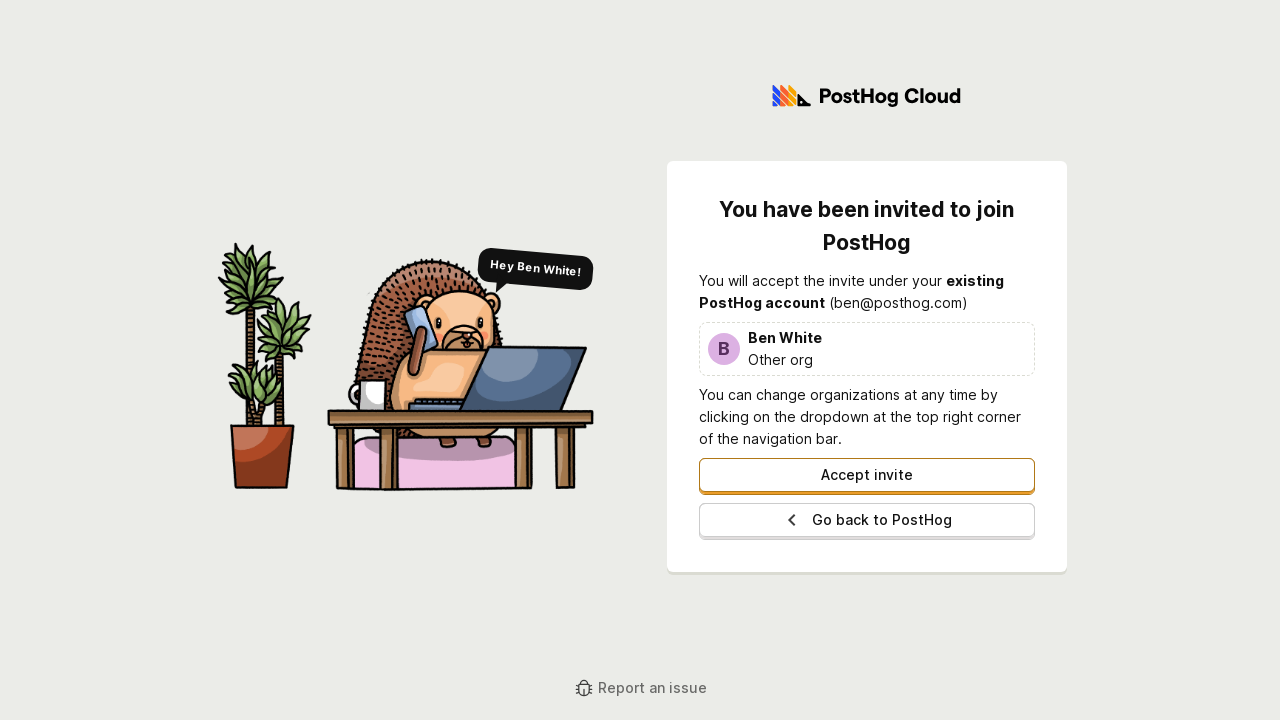 PostHog Cloud
Hey Ben White!
You have been invited to join
PostHog
You will accept the invite under your existing
PostHog account (ben@posthog.com)
B
Ben White
Other org
You can change organizations at any time by
clicking on the dropdown at the top right corner
of the navigation bar.
Accept invite
Go back to PostHog
Report an issue